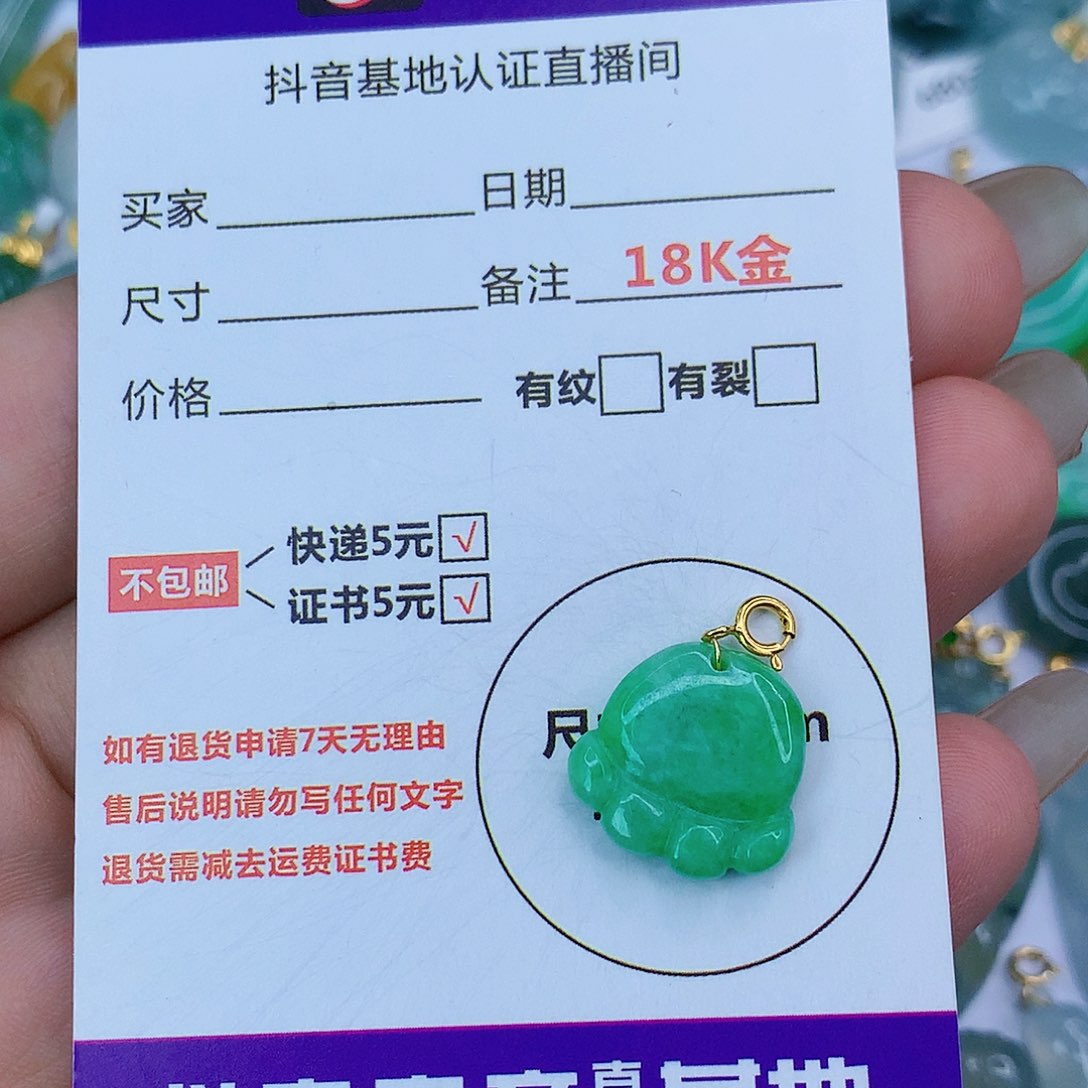 抖音基地认证直播间
买家 日期
尺寸 备注 18K金
价格 有纹 有裂
快递5元 √
不包邮
证书5元 √
如有退货申请7天无理由
售后说明请勿写任何文字
退货需减去运费证书费